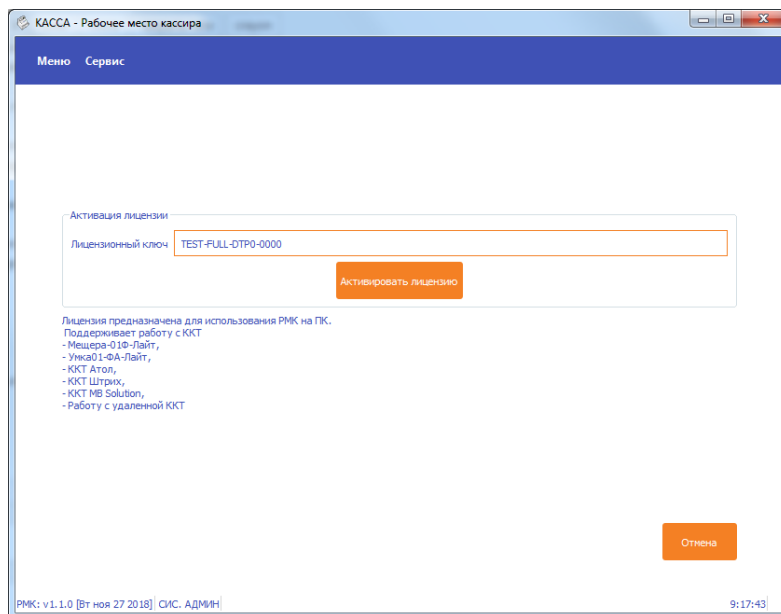 КАССА - Рабочее место кассира
Меню Сервис
Активация лицензии
Лицензионный ключ TEST-FULL-DTP0-0000
Активировать лицензию
Лицензия предназначена для использования РМК на ПК.
Поддерживает работу с ККТ
- Мещера-01Ф-Лайт,
- Умка01-ФА-Лайт,
- ККТ Атол,
- ККТ Штрих,
- ККТ MB Solution,
- Работу с удаленной ККТ
Отмена
РМК: v1.1.0 [Вт ноя 27 2018] СИС. АДМИН 9:17:43